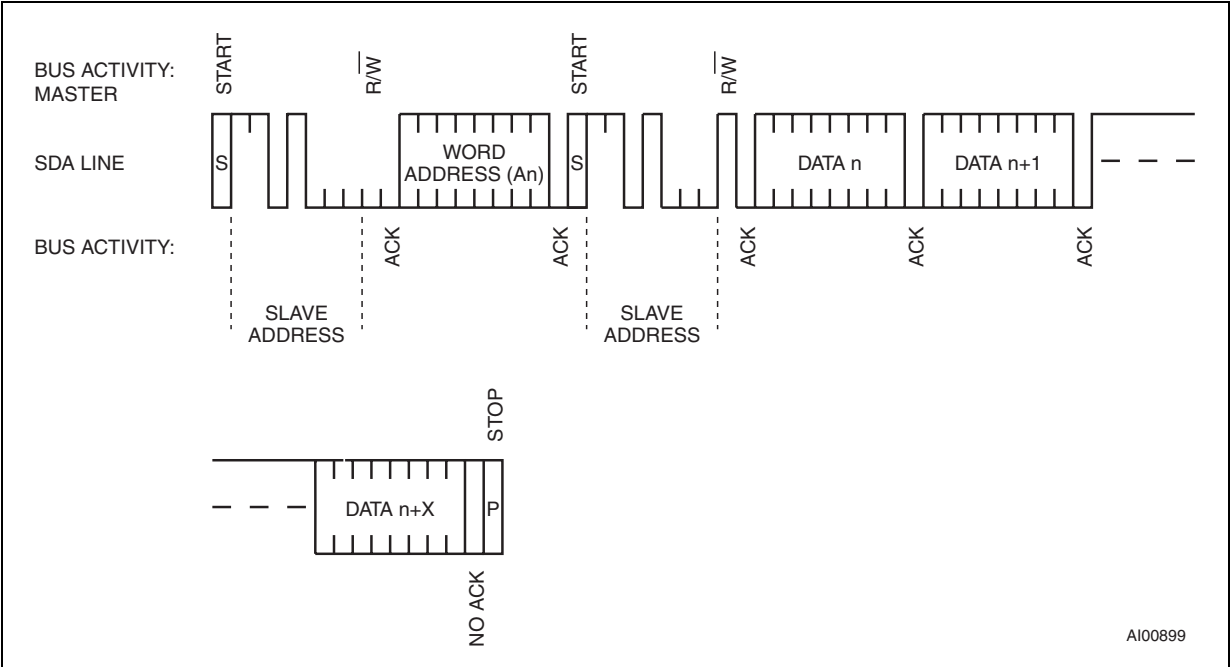 BUS ACTIVITY:
MASTER
START
R/W
START
R/W
SDA LINE
S
WORD
ADDRESS (An)
S
DATA n
DATA n+1
BUS ACTIVITY:
ACK
ACK
ACK
ACK
ACK
SLAVE
ADDRESS
SLAVE
ADDRESS
STOP
DATA n+X
P
NO ACK
AI00899